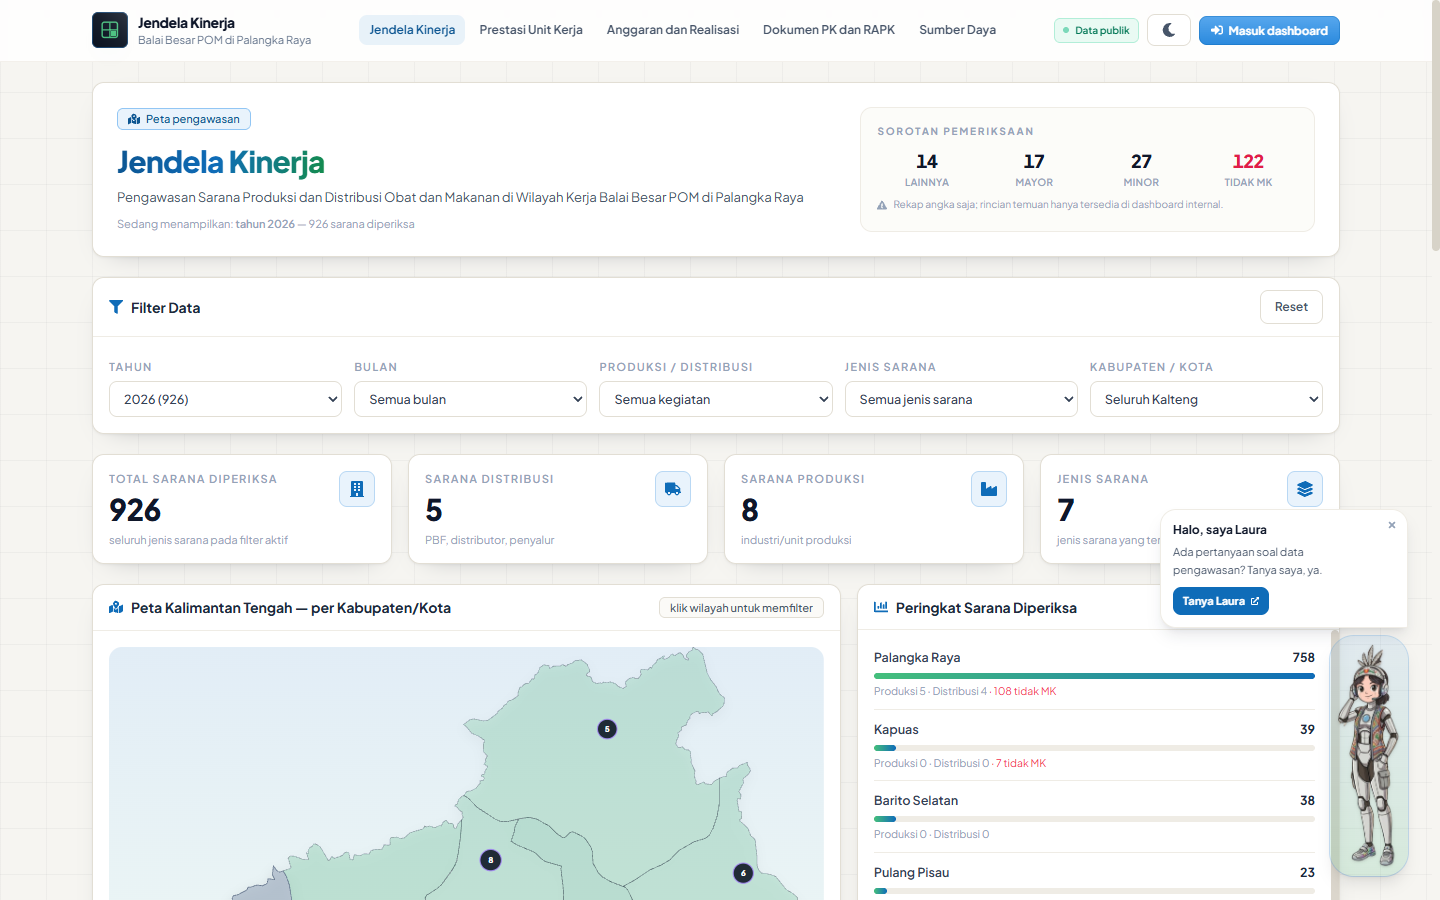 Jendela Kinerja
Balai Besar POM di Palangka Raya
Jendela Kinerja
Prestasi Unit Kerja
Anggaran dan Realisasi
Dokumen PK dan RAPK
Sumber Daya
Data publik
Masuk dashboard
Peta pengawasan
Jendela Kinerja
Pengawasan Sarana Produksi dan Distribusi Obat dan Makanan di Wilayah Kerja Balai Besar POM di Palangka Raya
Sedang menampilkan: tahun 2026 — 926 sarana diperiksa
SOROTAN PEMERIKSAAN
14
17
27
122
LAINNYA
MAYOR
MINOR
TIDAK MK
Rekap angka saja; rincian temuan hanya tersedia di dashboard internal.
Filter Data
Reset
TAHUN
BULAN
PRODUKSI / DISTRIBUSI
JENIS SARANA
KABUPATEN / KOTA
2026 (926)
Semua bulan
Semua kegiatan
Semua jenis sarana
Seluruh Kalteng
TOTAL SARANA DIPERIKSA
926
seluruh jenis sarana pada filter aktif
SARANA DISTRIBUSI
5
PBF, distributor, penyalur
SARANA PRODUKSI
8
industri/unit produksi
JENIS SARANA
7
jenis sarana yang
Halo, saya Laura
Ada pertanyaan soal data
pengawasan? Tanya saya, ya.
Tanya Laura
Peta Kalimantan Tengah — per Kabupaten/Kota
klik wilayah untuk memfilter
5
8
6
Peringkat Sarana Diperiksa
Palangka Raya
758
Produksi 5 · Distribusi 4 · 108 tidak MK
Kapuas
39
Produksi 0 · Distribusi 0 · 7 tidak MK
Barito Selatan
38
Produksi 0 · Distribusi 0
Pulang Pisau
23